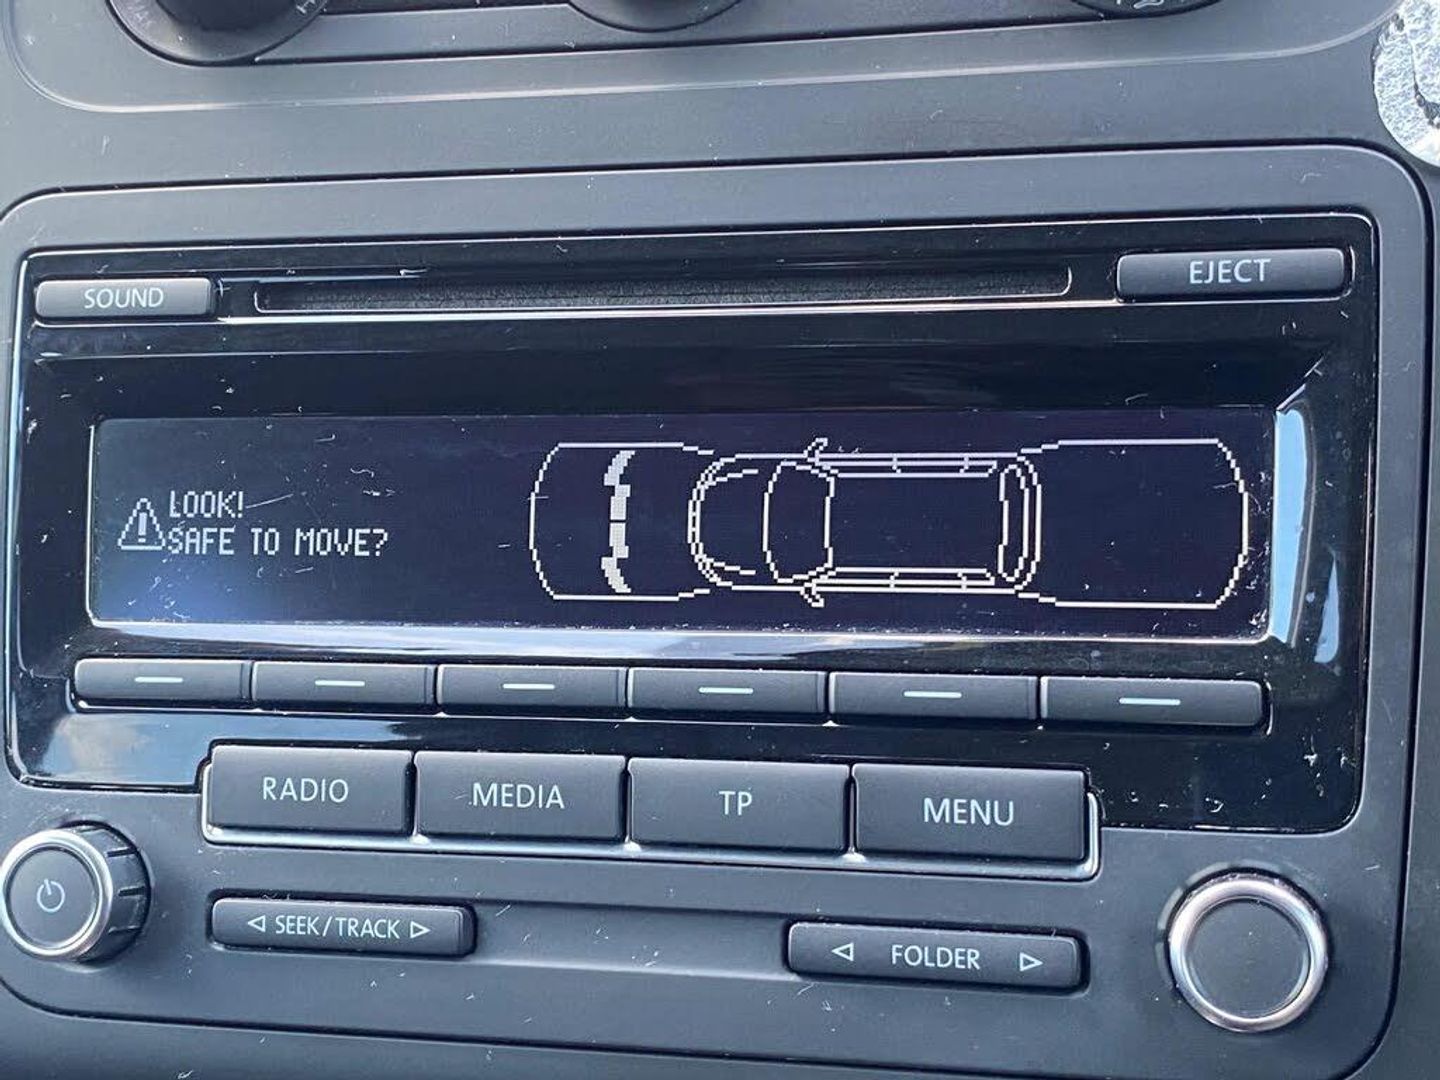 SOUND
EJECT
LOOK!
SAFE TO MOVE?
RADIO
MEDIA
TP
MENU
SEEK/TRACK
FOLDER